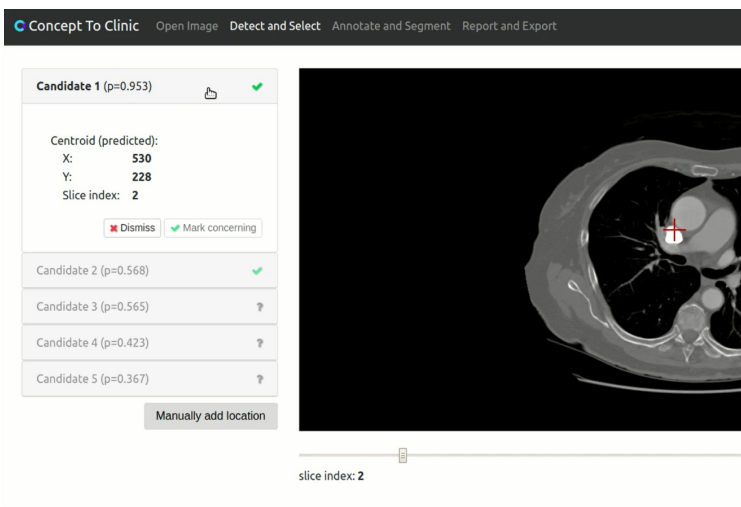 Concept To Clinic Open Image Detect and Select Annotate and Segment Report and Export
Candidate 1 (p=0.953)
Centroid (predicted):
X: 530
Y: 228
Slice index: 2
Dismiss Mark concerning
Candidate 2 (p=0.568)
Candidate 3 (p=0.565) ?
Candidate 4 (p=0.423) ?
Candidate 5 (p=0.367) ?
Manually add location
slice index: 2